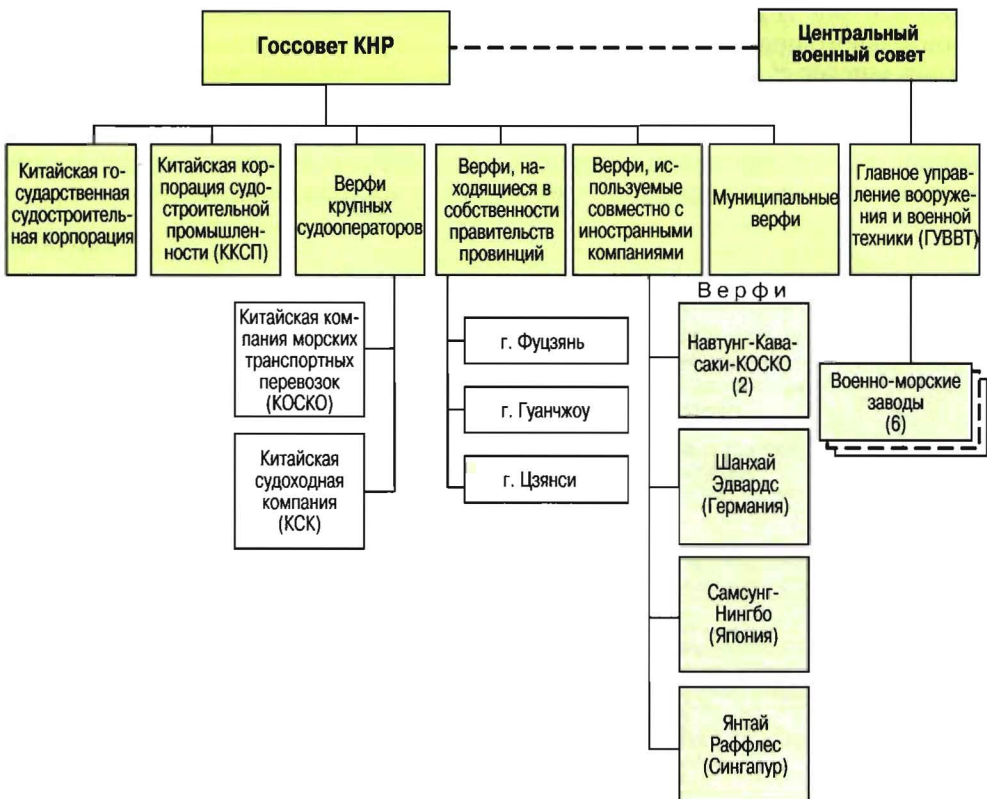 Госсовет КНР
Центральный
военный совет
Китайская го-
сударственная
судостроитель-
ная корпорация
Китайская кор-
порация судо-
строительной
промышлен-
ности (ККСП)
Верфи
крупных
судооператоров
Верфи, на-
ходящиеся в
собственности
правительств
провинций
Верфи, ис-
пользуемые
совместно с
иностранными
компаниями
Муниципальные
верфи
Главное управ-
ление вооруже-
ния и военной
техники (ГУВВТ)
Китайская ком-
пания морских
транспортных
перевозок
(КОСКО)
Китайская
судоходная
компания
(КСК)
г. Фуцзянь
г. Гуанчжоу
г. Цзянси
Верфи
Навтунг-Кава-
саки-КОСКО
(2)
Шанхай
Эдвардс
(Германия)
Самсунг-
Нингбо
(Япония)
Янтай
Раффлес
(Сингапур)
Военно-морские
заводы
(6)